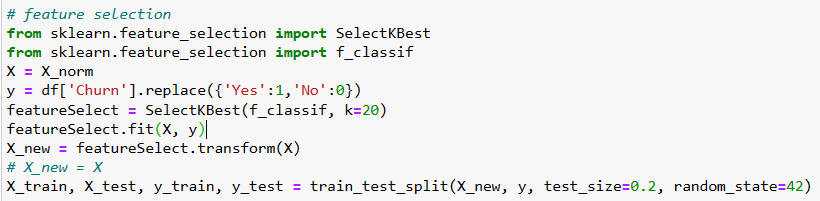 # feature selection
from sklearn.feature_selection import SelectKBest
from sklearn.feature_selection import f_classif
X = X_norm
y = df['Churn'].replace({'Yes':1,'No':0})
featureSelect = SelectKBest(f_classif, k=20)
featureSelect.fit(X, y)
X_new = featureSelect.transform(X)
# X_new = X
X_train, X_test, y_train, y_test = train_test_split(X_new, y, test_size=0.2, random_state=42)